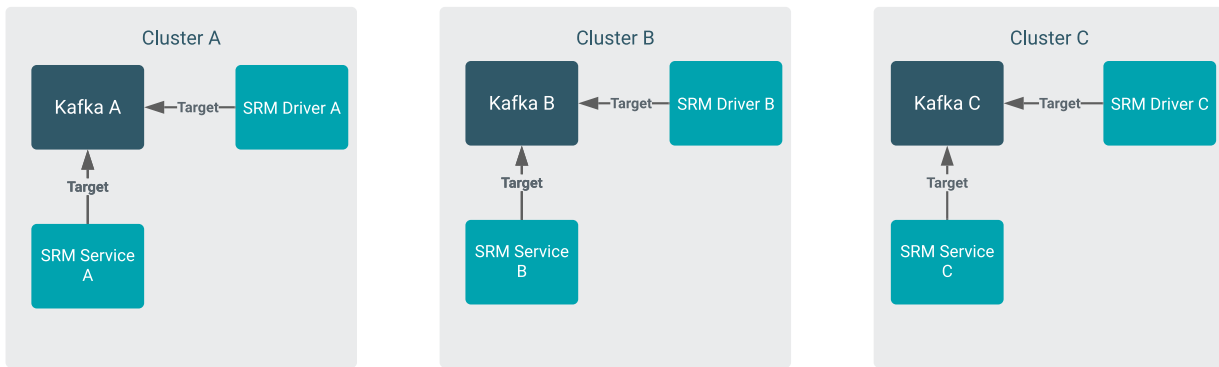 Cluster A
Kafka A
Target
SRM Driver A
Target
SRM Service
A
Cluster B
Kafka B
Target
SRM Driver B
Target
SRM Service
B
Cluster C
Kafka C
Target
SRM Driver C
Target
SRM Service
C